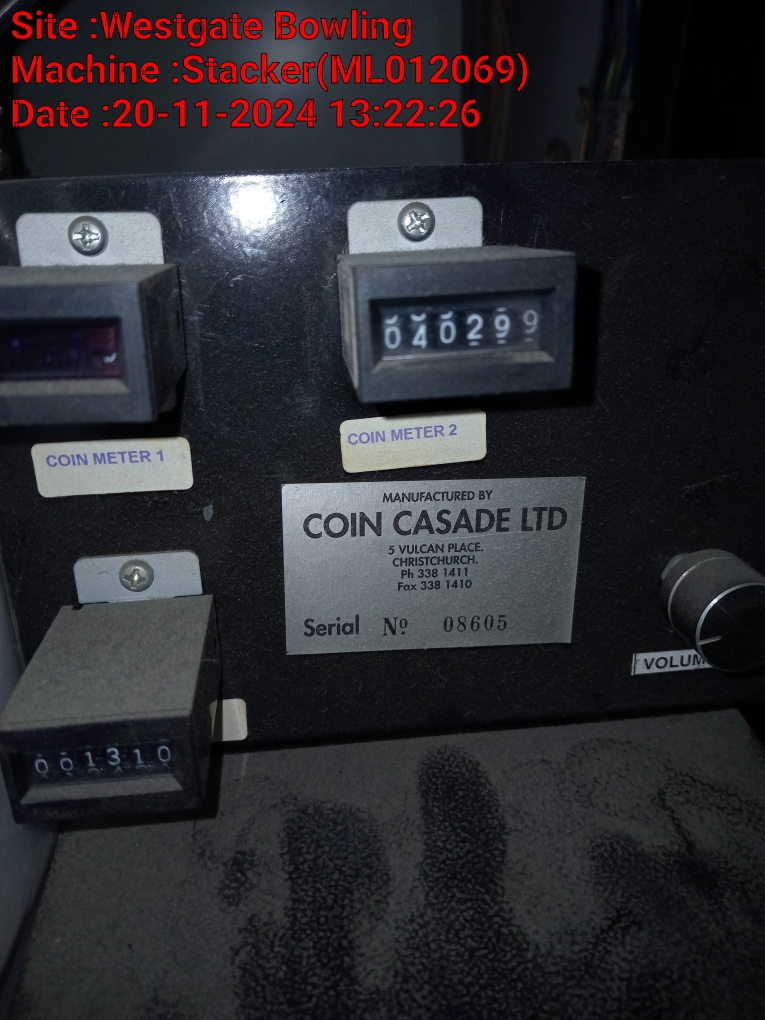 Site :Westgate Bowling
Machine :Stacker(ML012069)
Date :20-11-2024 13:22:26
040299
COIN METER 1
COIN METER 2
MANUFACTURED BY
COIN CASADE LTD
5 VULCAN PLACE.
CHRISTCHURCH.
Ph 338 1411
Fax 338 1410
Serial Nº 08605
VOLUM
001310